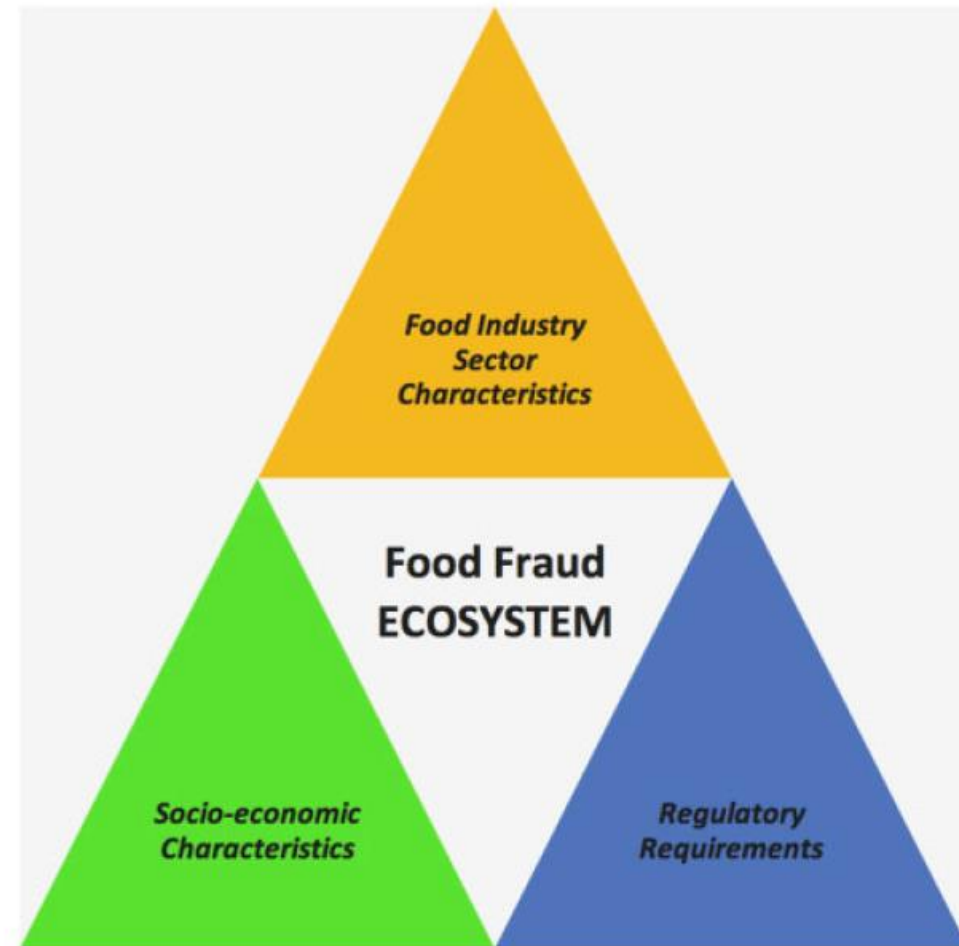 Food Industry
Sector
Characteristics
Food Fraud
ECOSYSTEM
Socio-economic
Characteristics
Regulatory
Requirements